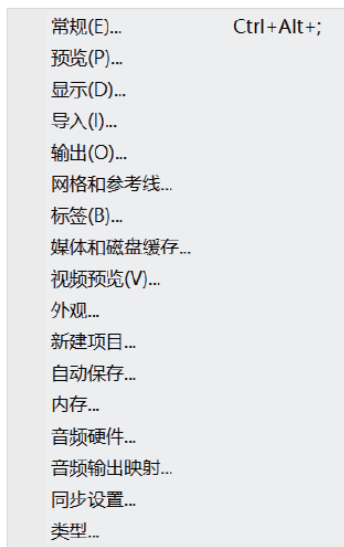 常规(E)... Ctrl+Alt+;
预览(P)...
显示(D)...
导入(I)...
输出(O)...
网格和参考线...
标签(B)...
媒体和磁盘缓存...
视频预览(V)...
外观...
新建项目...
自动保存...
内存...
音频硬件...
音频输出映射...
同步设置...
类型...